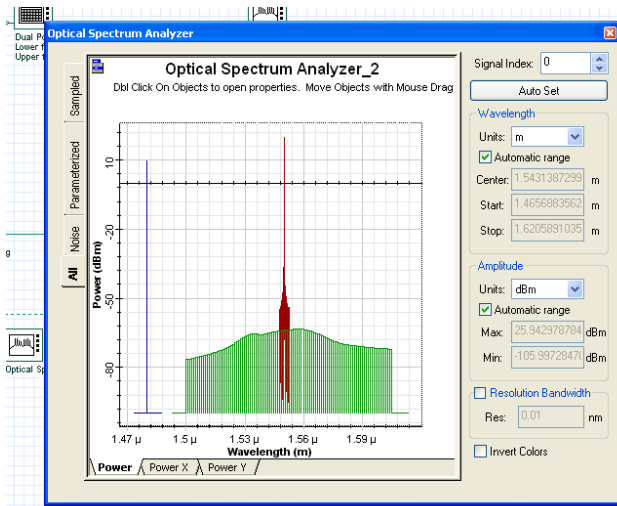 Dual Po
Lower f
Upper f
g
Optical Sp
Optical Spectrum Analyzer
Sampled
Parameterized
Noise
All
Optical Spectrum Analyzer_2
Dbl Click On Objects to open properties. Move Objects with Mouse Drag
Power (dBm)
10
-20
-50
-80
1.47 µ 1.5 µ 1.53 µ 1.56 µ 1.59 µ
Wavelength (m)
Power Power X Power Y
Signal Index: 0
Auto Set
Wavelength
Units: m
Automatic range
Center: 1.5431387299 m
Start: 1.4656883562 m
Stop: 1.6205891035 m
Amplitude
Units: dBm
Automatic range
Max: 25.942978784 dBm
Min: -105.99728470 dBm
Resolution Bandwidth
Res: 0.01 nm
Invert Colors